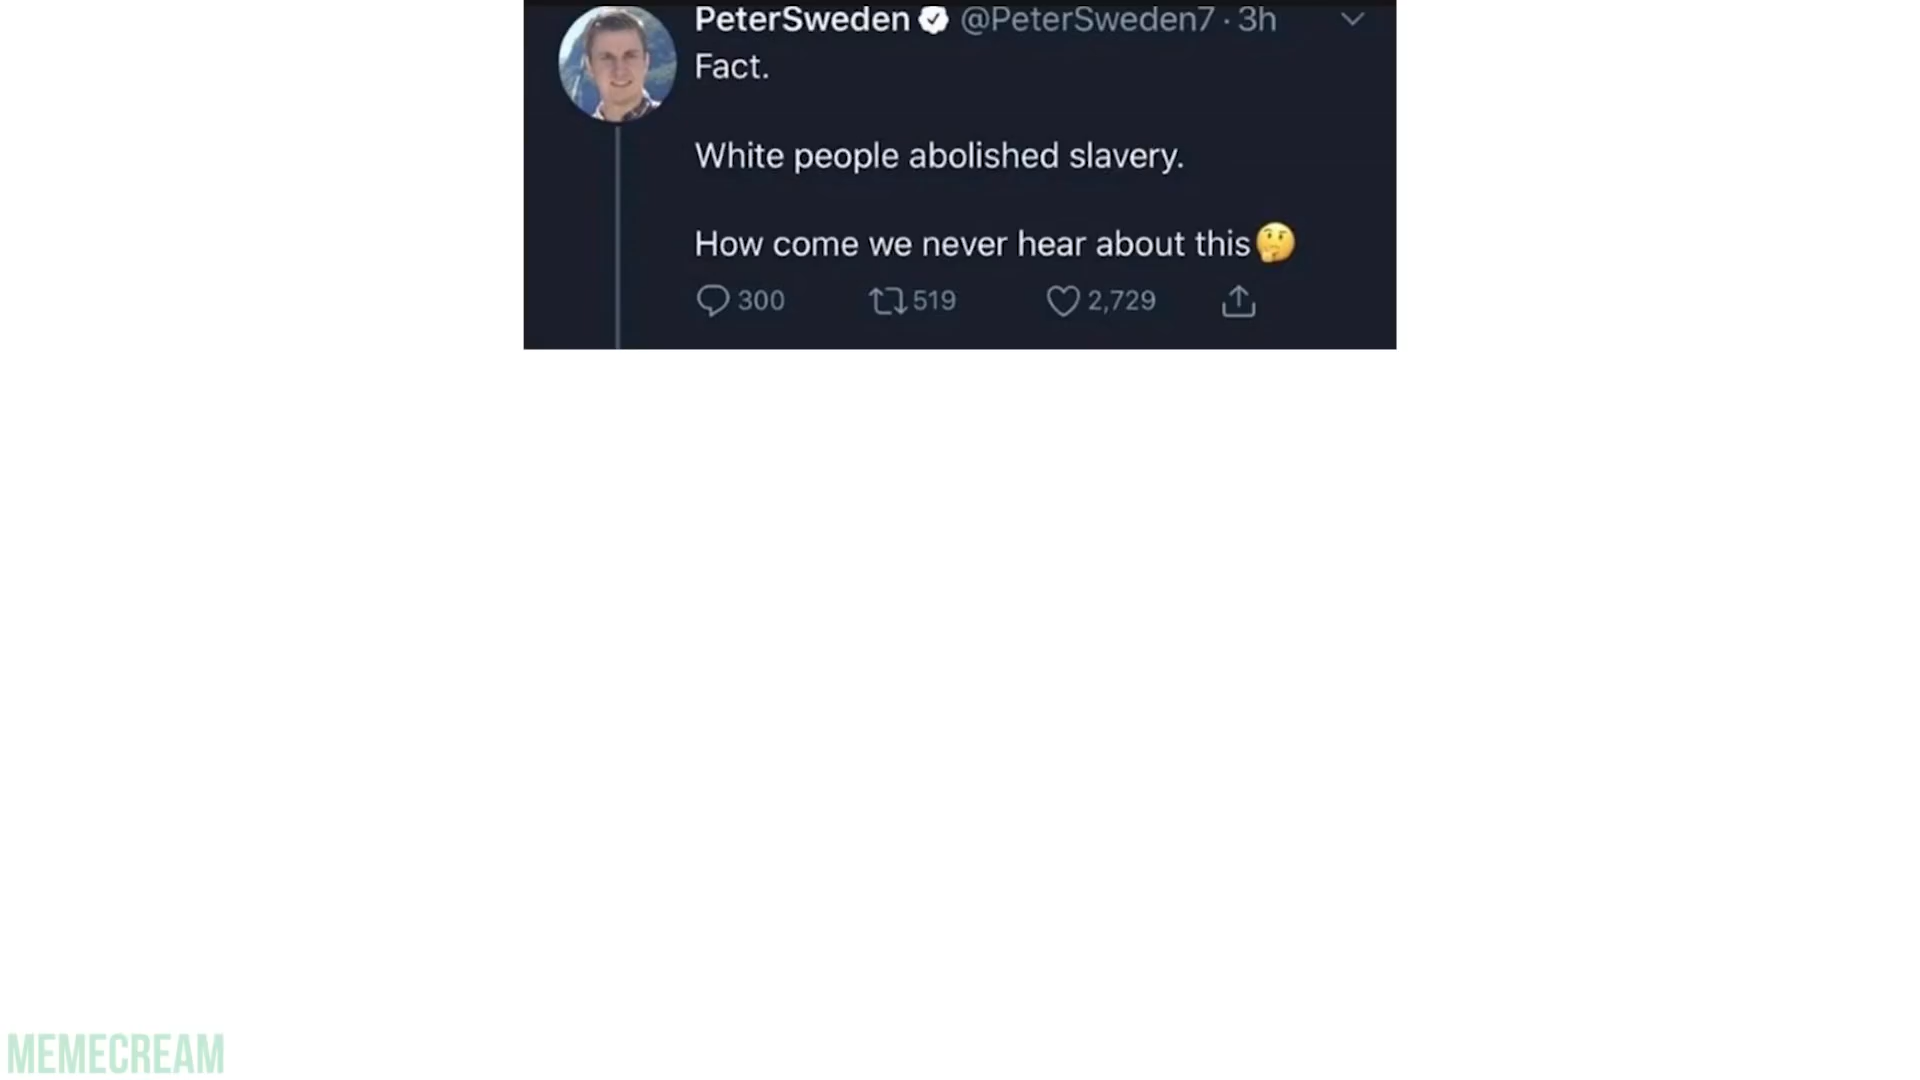 PeterSweden @PeterSweden7 · 3h
Fact.
White people abolished slavery.
How come we never hear about this🤔
300 519 2,729
MEMECREAM